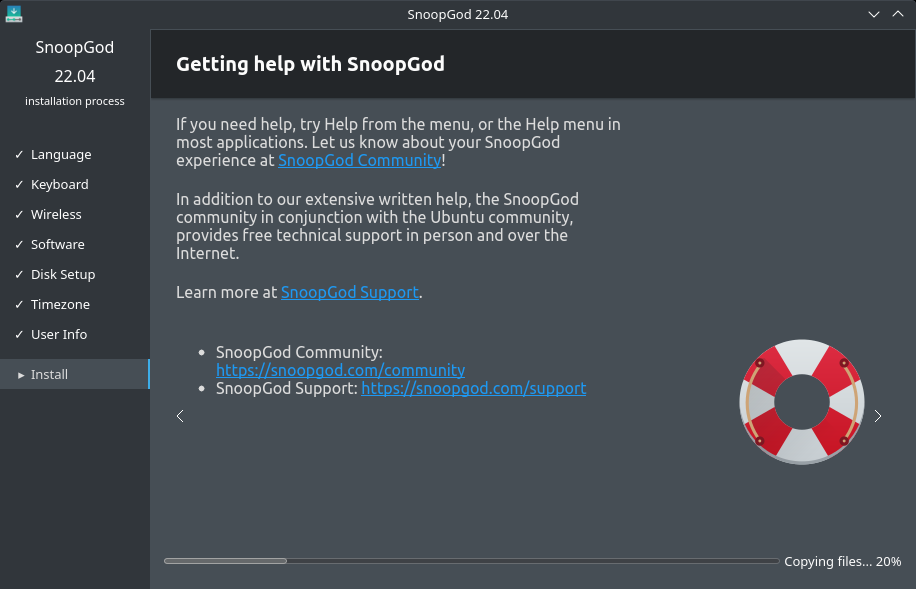 SnoopGod 22.04
SnoopGod
22.04
installation process
✓ Language
✓ Keyboard
✓ Wireless
✓ Software
✓ Disk Setup
✓ Timezone
✓ User Info
▸ Install
Getting help with SnoopGod
If you need help, try Help from the menu, or the Help menu in
most applications. Let us know about your SnoopGod
experience at SnoopGod Community!
In addition to our extensive written help, the SnoopGod
community in conjunction with the Ubuntu community,
provides free technical support in person and over the
Internet.
Learn more at SnoopGod Support.
• SnoopGod Community:
https://snoopgod.com/community
• SnoopGod Support: https://snoopgod.com/support
Copying files... 20%